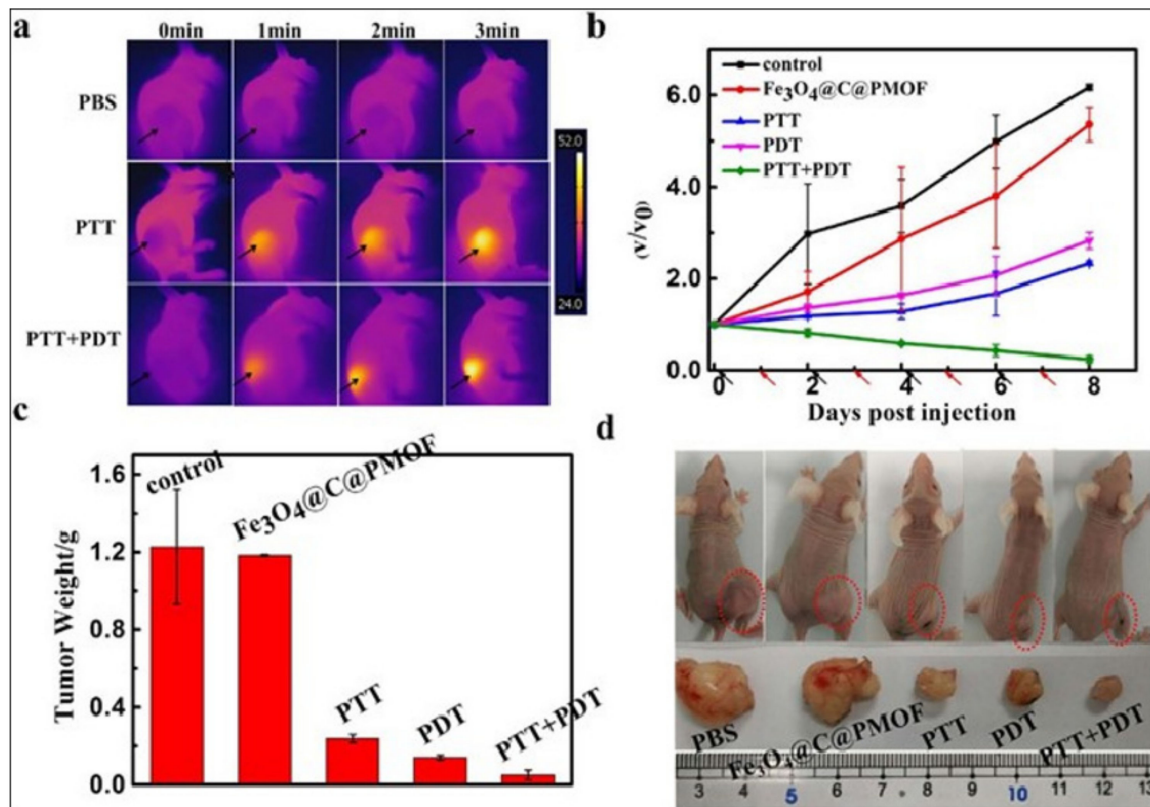 a
0min 1min 2min 3min
PBS
PTT
PTT+PDT
52.0
24.0
b
control
Fe₃O₄@C@PMOF
PTT
PDT
PTT+PDT
(v/v₀)
6.0
4.0
2.0
0.0
0 2 4 6 8
Days post injection
c
Tumor Weight/g
1.6
1.2
0.8
0.4
0.0
control
Fe₃O₄@C@PMOF
PTT
PDT
PTT+PDT
d
PBS
Fe₃O₄@C@PMOF
PTT
PDT
PTT+PDT
3 4 5 6 7 8 9 10 11 12 13